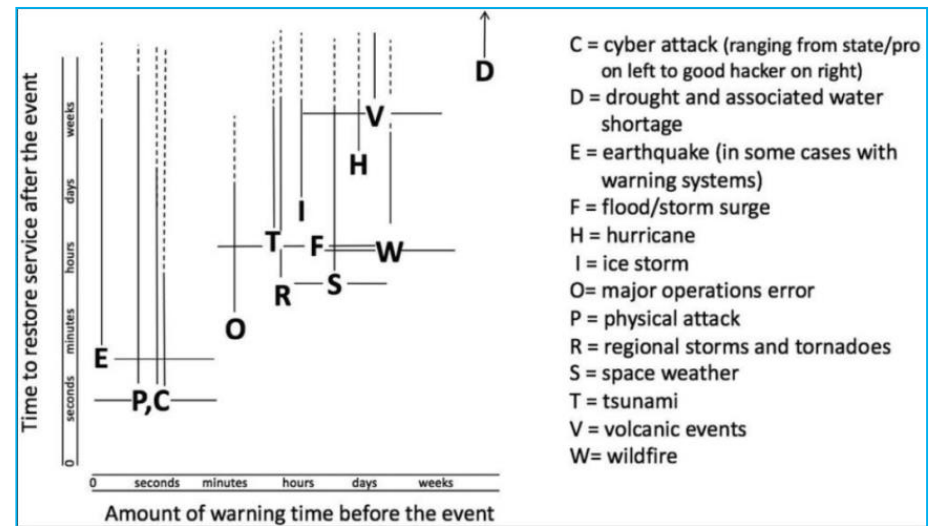 Time to restore service after the event
weeks
days
hours
minutes
seconds
0
D
V
H
I
T
F
W
R
S
O
E
P,C
0 seconds minutes hours days weeks
Amount of warning time before the event
C = cyber attack (ranging from state/pro
on left to good hacker on right)
D = drought and associated water
shortage
E = earthquake (in some cases with
warning systems)
F = flood/storm surge
H = hurricane
I = ice storm
O= major operations error
P = physical attack
R = regional storms and tornadoes
S = space weather
T = tsunami
V = volcanic events
W= wildfire